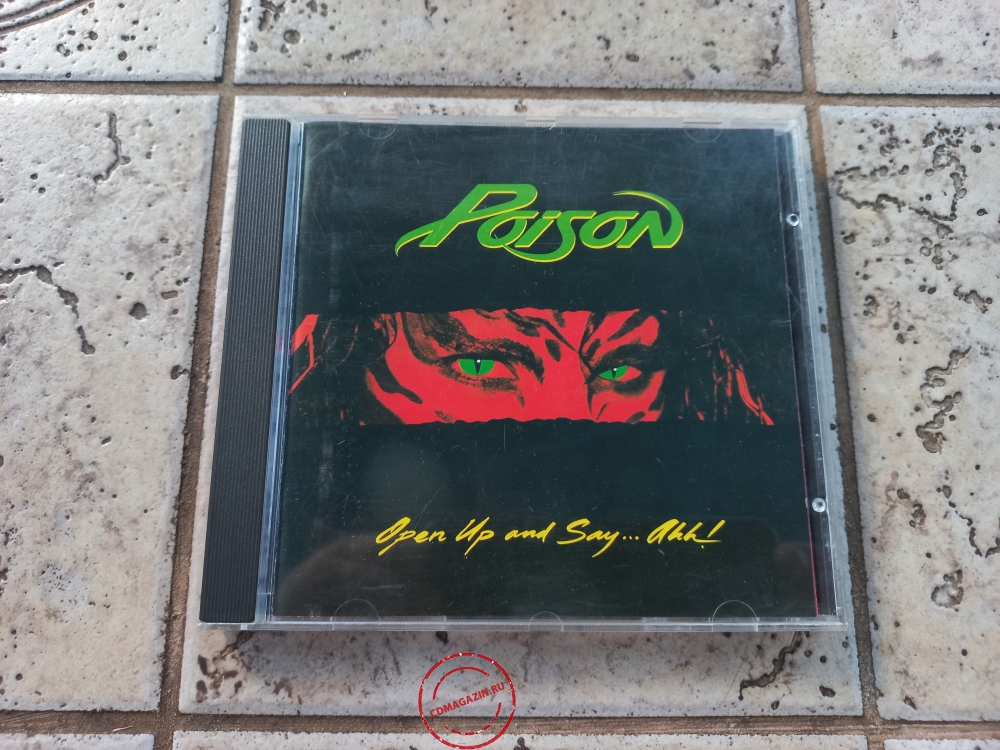 Poison
Open Up and Say... Ahh!
CDMAGAZIN.RU